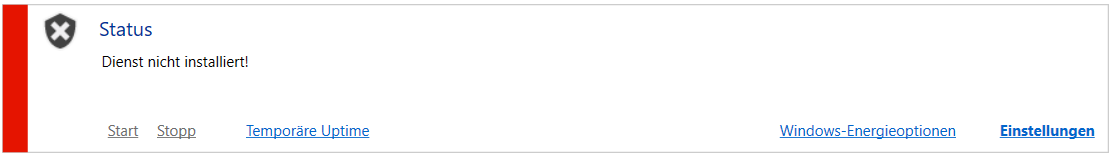 Status
Dienst nicht installiert!
Start Stopp Temporäre Uptime Windows-Energieoptionen Einstellungen